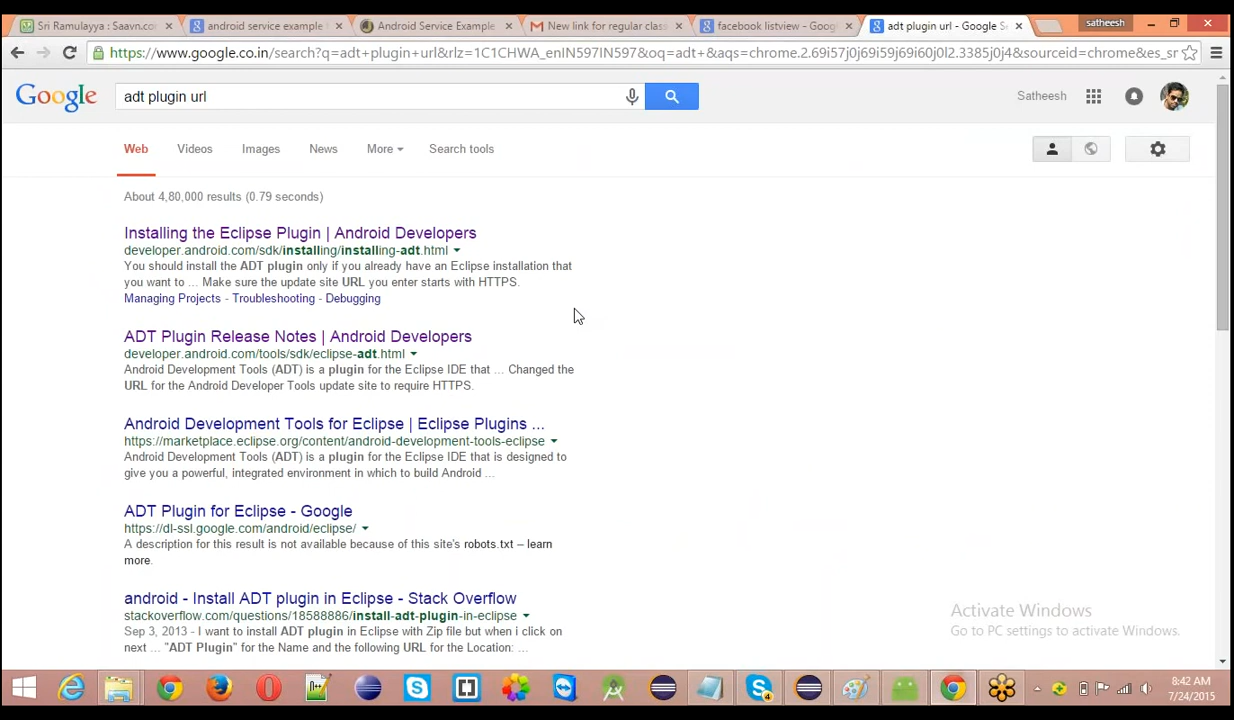 Sri Ramulayya : Saavn.co
android service example
Android Service Example
New link for regular clas
facebook listview - Goog
adt plugin url - Google S
satheesh
https://www.google.co.in/search?q=adt+plugin+url&rlz=1C1CHWA_enIN597IN597&oq=adt+&aqs=chrome.2.69i57j0j69i59j69i60j0l2.3385j0j4&sourceid=chrome&es_sr
Google
adt plugin url
Satheesh
Web
Videos
Images
News
More
Search tools
About 4,80,000 results (0.79 seconds)
Installing the Eclipse Plugin | Android Developers
developer.android.com/sdk/installing/installing-adt.html
You should install the ADT plugin only if you already have an Eclipse installation that
you want to ... Make sure the update site URL you enter starts with HTTPS.
Managing Projects - Troubleshooting - Debugging
ADT Plugin Release Notes | Android Developers
developer.android.com/tools/sdk/eclipse-adt.html
Android Development Tools (ADT) is a plugin for the Eclipse IDE that ... Changed the
URL for the Android Developer Tools update site to require HTTPS.
Android Development Tools for Eclipse | Eclipse Plugins ...
https://marketplace.eclipse.org/content/android-development-tools-eclipse
Android Development Tools (ADT) is a plugin for the Eclipse IDE that is designed to
give you a powerful, integrated environment in which to build Android ...
ADT Plugin for Eclipse - Google
https://dl-ssl.google.com/android/eclipse/
A description for this result is not available because of this site's robots.txt – learn
more.
android - Install ADT plugin in Eclipse - Stack Overflow
stackoverflow.com/questions/18588886/install-adt-plugin-in-eclipse
Sep 3, 2013 - I want to install ADT plugin in Eclipse with Zip file but when i click on
next ... "ADT Plugin" for the Name and the following URL for the Location: ...
Activate Windows
Go to PC settings to activate Windows.
8:42 AM
7/24/2015